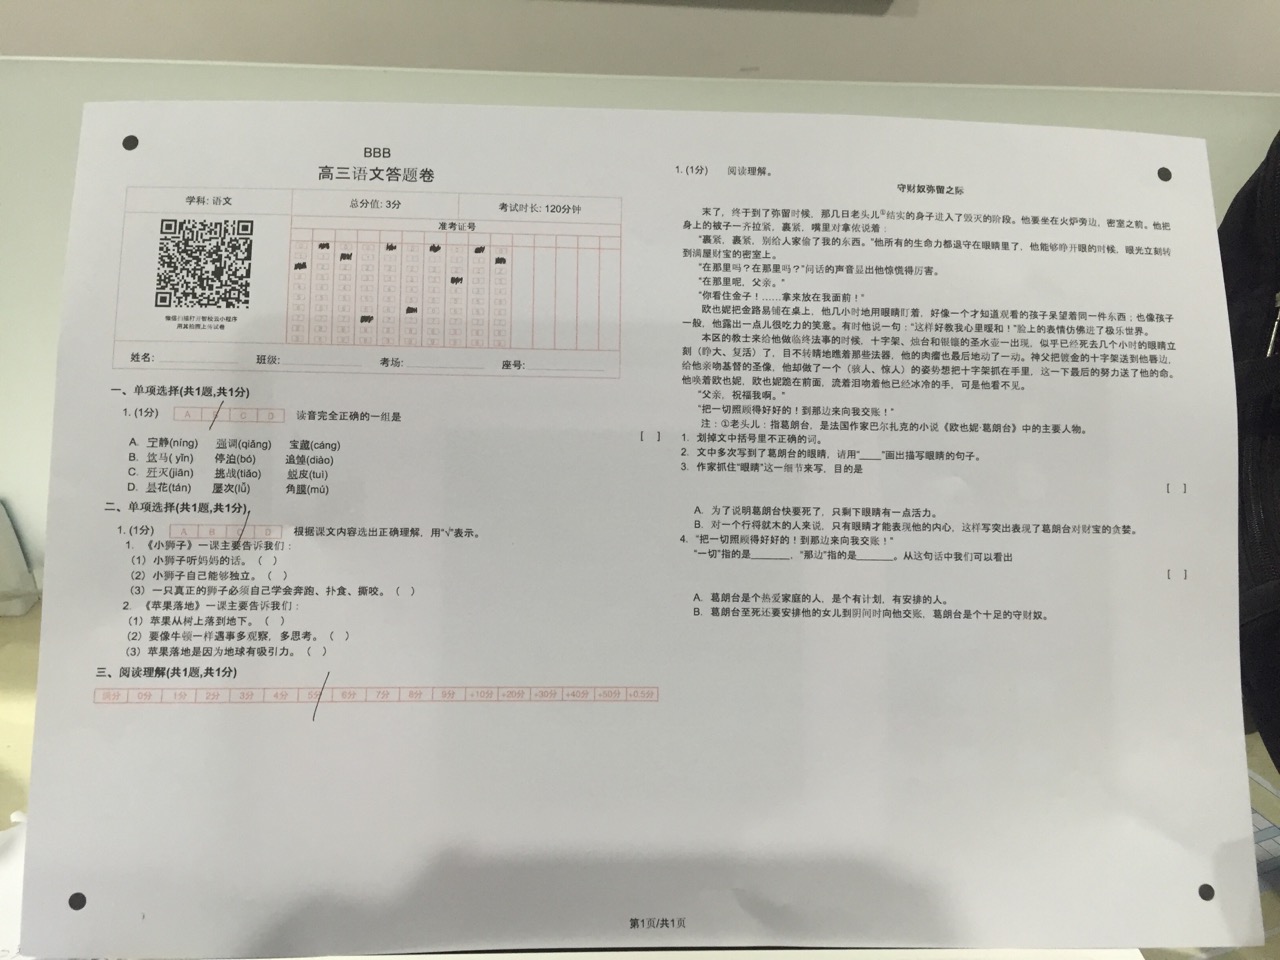 BBB
高三语文答题卷
学科: 语文
总分值: 3分
考试时长: 120分钟
准考证号
微信扫描打开智检云小程序
用其拍照上传试卷
姓名:
班级:
考场:
座号:
一、单项选择(共1题,共1分)
1. (1分) A B C D 读音完全正确的一组是
[ ]
A. 宁静(níng) 强词(qiǎng) 宝藏(cáng)
B. 饮马( yǐn) 停泊(bó) 追悼(diào)
C. 歼灭(jiān) 挑战(tiǎo) 蜕皮(tuì)
D. 昙花(tán) 屡次(lǚ) 角膜(mú)
二、单项选择(共1题,共1分)
1. (1分) A B C D 根据课文内容选出正确理解，用“√”表示。
1. 《小狮子》一课主要告诉我们：
（1）小狮子听妈妈的话。（ ）
（2）小狮子自己能够独立。（ ）
（3）一只真正的狮子必须自己学会奔跑、扑食、撕咬。（ ）
2. 《苹果落地》一课主要告诉我们：
（1）苹果从树上落到地下。（ ）
（2）要像牛顿一样遇事多观察，多思考。（ ）
（3）苹果落地是因为地球有吸引力。（ ）
三、阅读理解(共1题,共1分)
得分 0分 1分 2分 3分 4分 5分 6分 7分 8分 9分 +10分 +20分 +30分 +40分 +50分 +0.5分
1. (1分) 阅读理解。
守财奴弥留之际
末了，终于到了弥留时候，那几日老头儿①结实的身子进入了毁灭的阶段。他要坐在火炉旁边，密室之前。他把
身上的被子一齐拉紧，裹紧，嘴里对拿侬说着：
“裹紧，裹紧，别给人家偷了我的东西。”他所有的生命力都退守在眼睛里了，他能够睁开眼的时候，眼光立刻转
到满屋财宝的密室上。
“在那里吗？在那里吗？”问话的声音显出他惊慌得厉害。
“在那里呢，父亲。”
“你看住金子！……拿来放在我面前！”
欧也妮把金路易铺在桌上，他几小时地用眼睛盯着，好像一个才知道观看的孩子呆望着同一件东西；也像孩子
一般，他露出一点儿很吃力的笑意。有时他说一句：“这样好教我心里暖和！”脸上的表情仿佛进了极乐世界。
本区的教士来给他做临终法事的时候，十字架、烛台和银镶的圣水壶一出现，似乎已经死去几个小时的眼睛立
刻（睁大、复活）了，目不转睛地瞧着那些法器，他的肉瘤也最后地动了一动。神父把镀金的十字架送到他唇边，
给他亲吻基督的圣像，他却做了一个（骇人、惊人）的姿势想把十字架抓在手里，这一下最后的努力送了他的命。
他唤着欧也妮，欧也妮跪在前面，流着泪吻着他已经冰冷的手，可是他看不见。
“父亲，祝福我啊。”
“把一切照顾得好好的！到那边来向我交账！”
注：①老头儿：指葛朗台，是法国作家巴尔扎克的小说《欧也妮·葛朗台》中的主要人物。
1. 划掉文中括号里不正确的词。
2. 文中多次写到了葛朗台的眼睛，请用“____”画出描写眼睛的句子。
3. 作家抓住“眼睛”这一细节来写，目的是
[ ]
A. 为了说明葛朗台快要死了，只剩下眼睛有一点活力。
B. 对一个行得就木的人来说，只有眼睛才能表现他的内心，这样写突出表现了葛朗台对财宝的贪婪。
4. “把一切照顾得好好的！到那边来向我交账！”
“一切”指的是_______，“那边”指的是_______。从这句话中我们可以看出
[ ]
A. 葛朗台是个热爱家庭的人，是个有计划，有安排的人。
B. 葛朗台至死还要安排他的女儿到阴间时向他交账，葛朗台是个十足的守财奴。
第1页/共1页